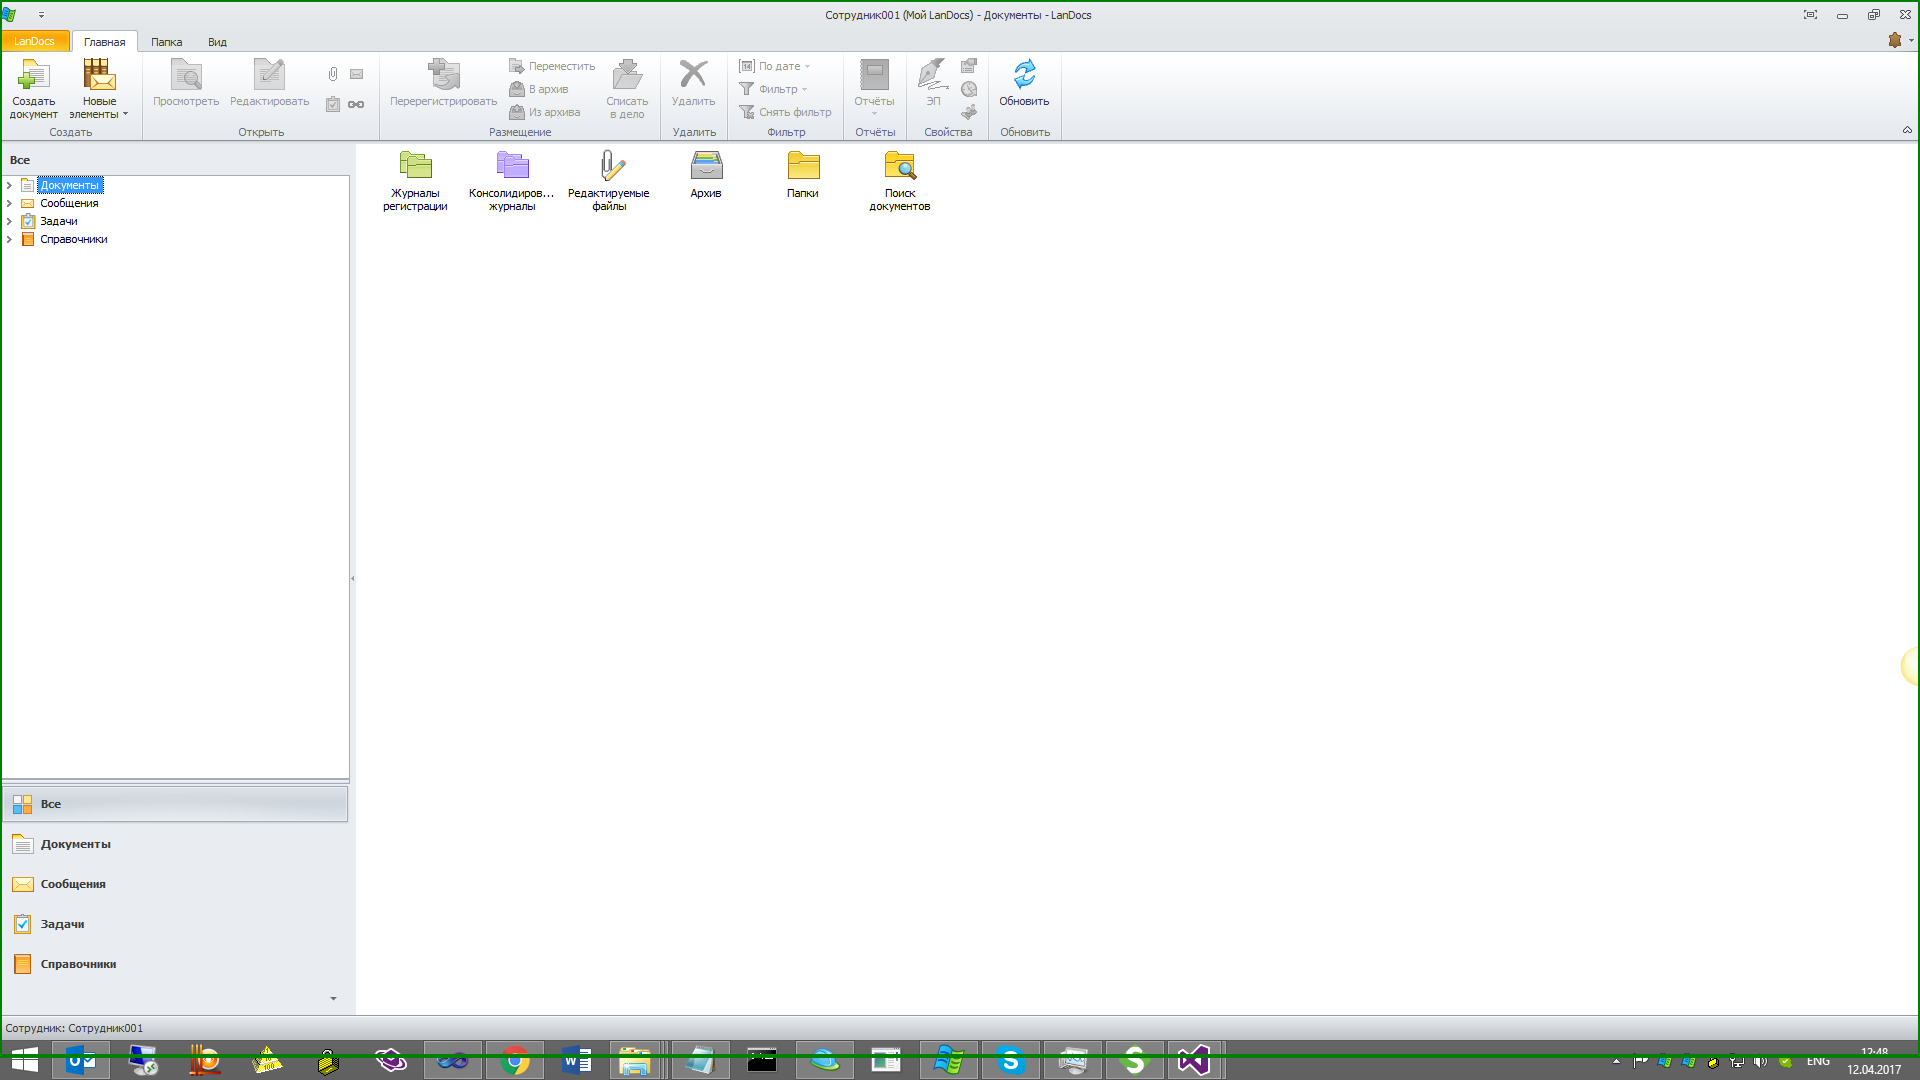 Сотрудник001 (Мой LanDocs) - Документы - LanDocs
LanDocs Главная Папка Вид
Создать документ
Новые элементы
Создать
Просмотреть
Редактировать
Открыть
Перерегистрировать
Переместить
В архив
Из архива
Списать в дело
Размещение
Удалить
Удалить
По дате
Фильтр
Снять фильтр
Фильтр
Отчёты
Отчёты
ЭП
Свойства
Обновить
Обновить
Все
Документы
Сообщения
Задачи
Справочники
Журналы регистрации
Консолидиров... журналы
Редактируемые файлы
Архив
Папки
Поиск документов
Все
Документы
Сообщения
Задачи
Справочники
Сотрудник: Сотрудник001
ENG
12:48
12.04.2017